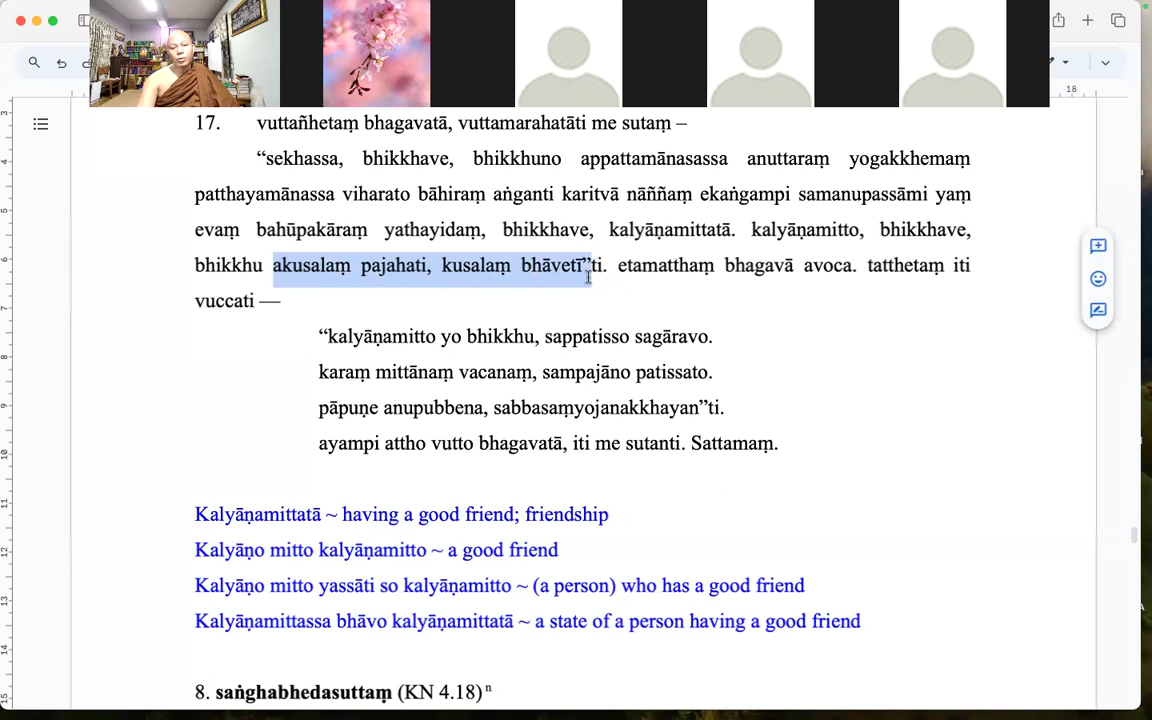 18
17. vuttañhetaṃ bhagavatā, vuttamarahatāti me sutaṃ –
“sekhassa, bhikkhave, bhikkhuno appattamānasassa anuttaraṃ yogakkhemaṃ
patthayamānassa viharato bāhiraṃ aṅganti karitvā nāññaṃ ekaṅgampi samanupassāmi yaṃ
evaṃ bahūpakāraṃ yathayidaṃ, bhikkhave, kalyāṇamittatā. kalyāṇamitto, bhikkhave,
bhikkhu akusalaṃ pajahati, kusalaṃ bhāvetī”ti. etamatthaṃ bhagavā avoca. tatthetaṃ iti
vuccati —
“kalyāṇamitto yo bhikkhu, sappatisso sagāravo.
karaṃ mittānaṃ vacanaṃ, sampajāno patissato.
pāpuṇe anupubbena, sabbasaṃyojanakkhayan”ti.
ayampi attho vutto bhagavatā, iti me sutanti. Sattamaṃ.
Kalyāṇamittatā ~ having a good friend; friendship
Kalyāṇo mitto kalyāṇamitto ~ a good friend
Kalyāṇo mitto yassāti so kalyāṇamitto ~ (a person) who has a good friend
Kalyāṇamittassa bhāvo kalyāṇamittatā ~ a state of a person having a good friend
8. saṅghabhedasuttaṃ (KN 4.18) n